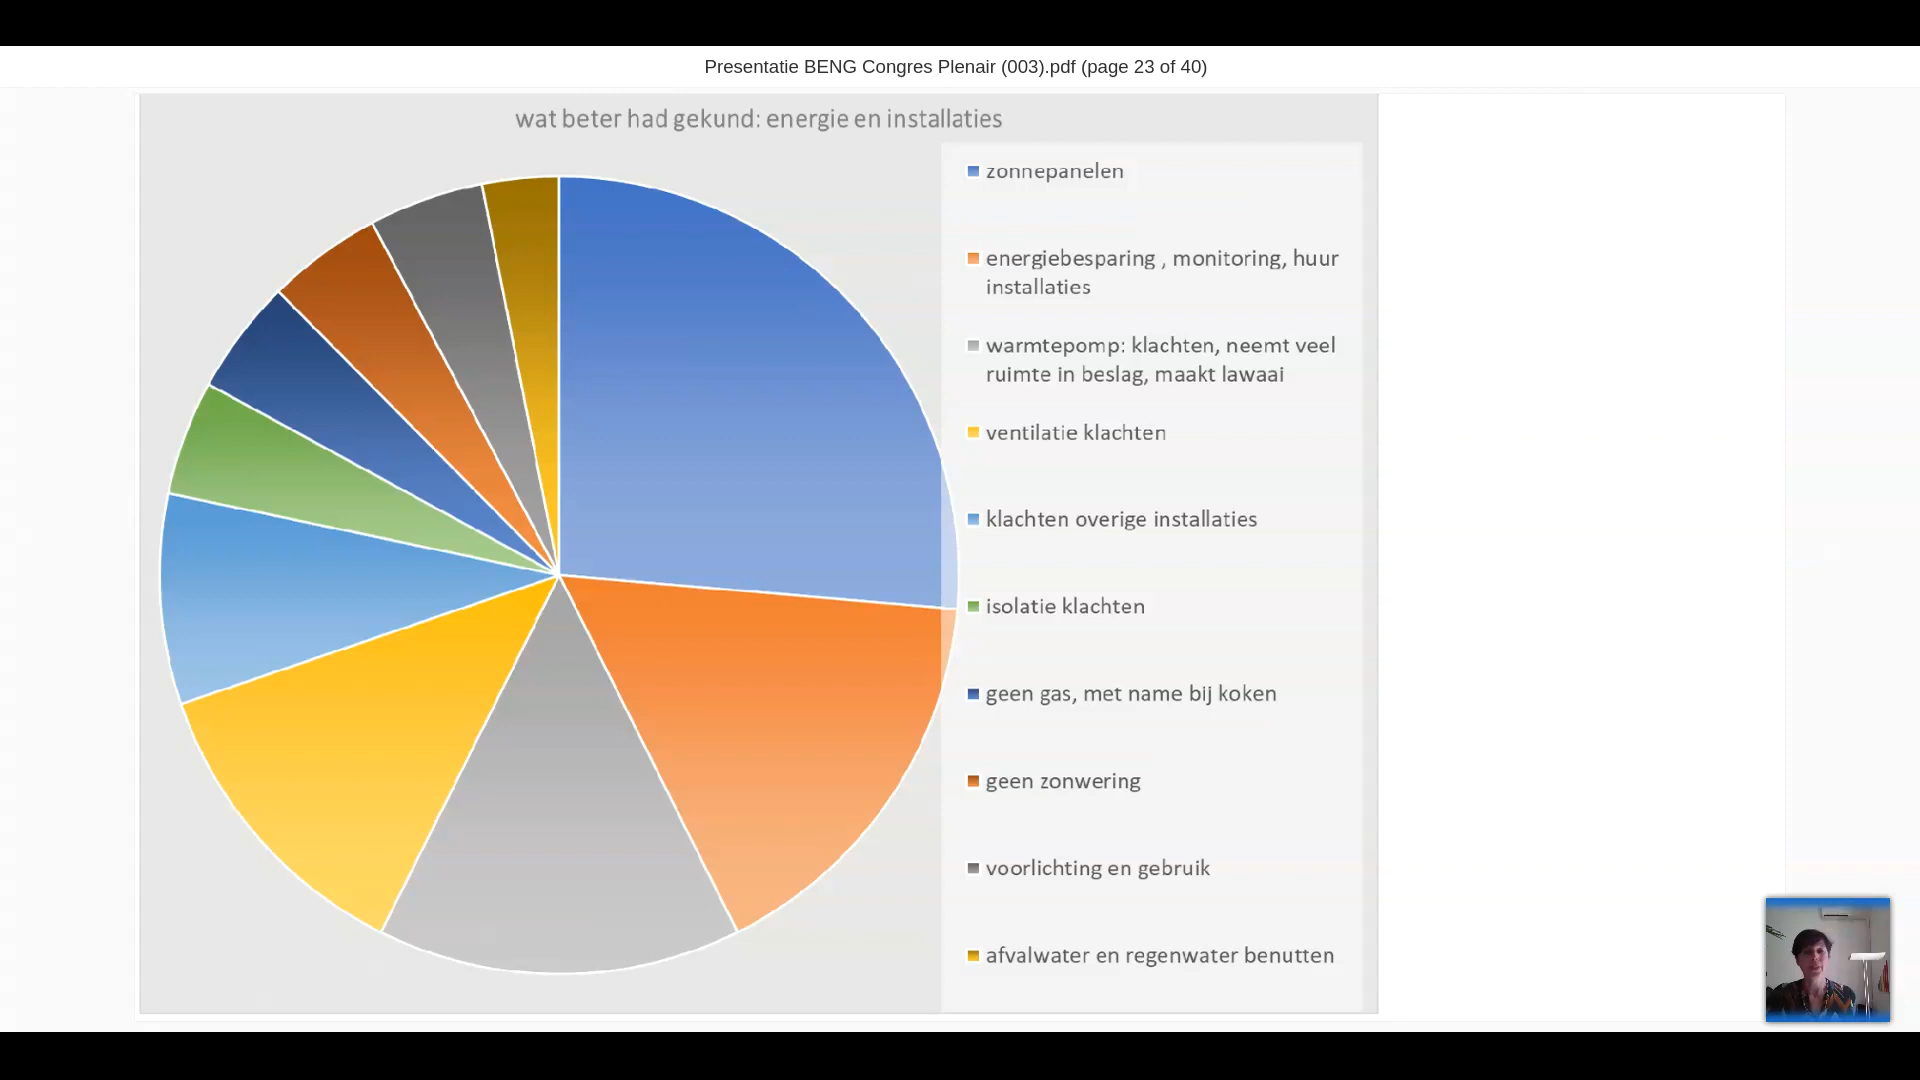 Presentatie BENG Congres Plenair (003).pdf (page 23 of 40)
wat beter had gekund: energie en installaties
zonnepanelen
energiebesparing , monitoring, huur
installaties
warmtepomp: klachten, neemt veel
ruimte in beslag, maakt lawaai
ventilatie klachten
klachten overige installaties
isolatie klachten
geen gas, met name bij koken
geen zonwering
voorlichting en gebruik
afvalwater en regenwater benutten